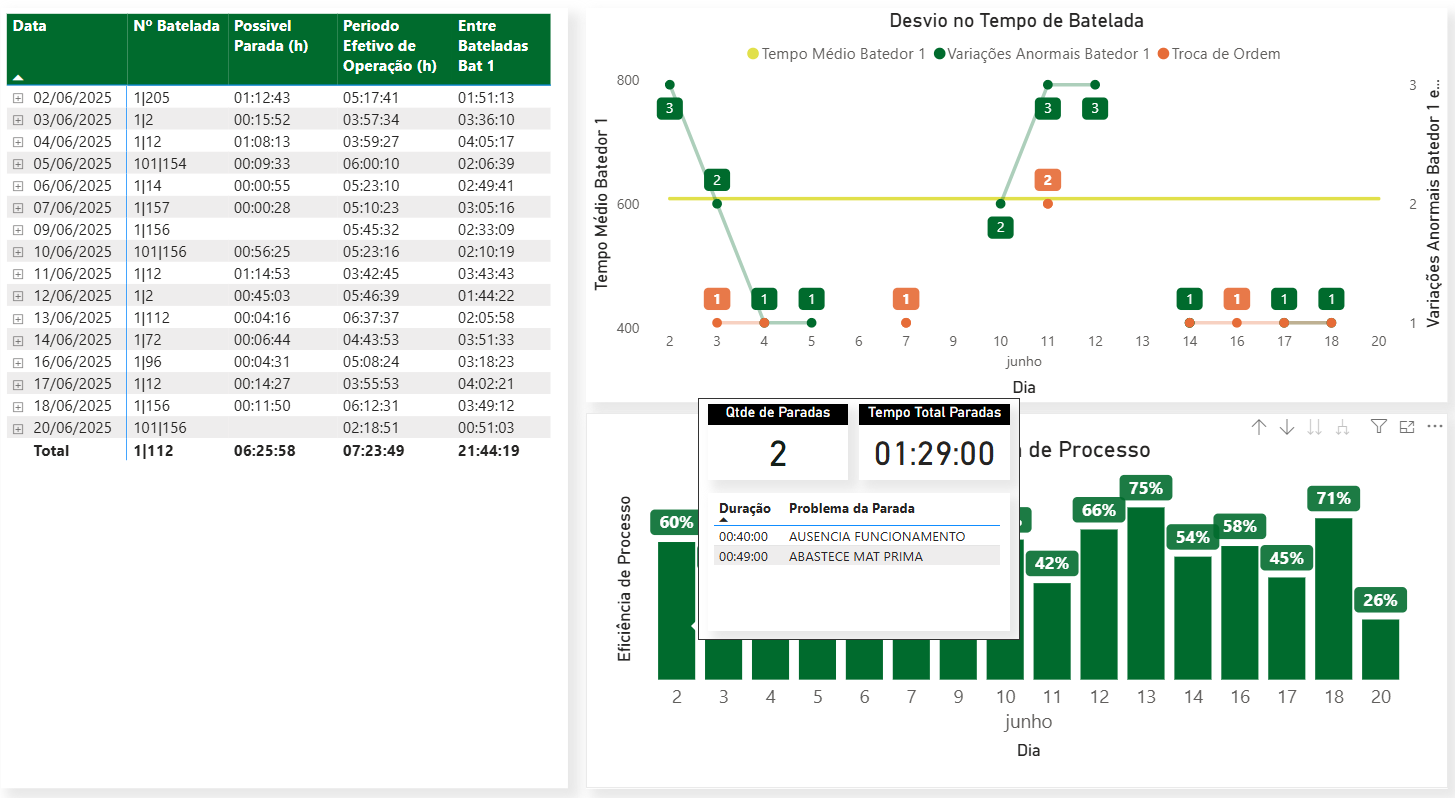 Data Nº Batelada Possivel Parada (h) Periodo Efetivo de Operação (h) Entre Bateladas Bat 1
02/06/2025 1|205 01:12:43 05:17:41 01:51:13
03/06/2025 1|2 00:15:52 03:57:34 03:36:10
04/06/2025 1|12 01:08:13 03:59:27 04:05:17
05/06/2025 101|154 00:09:33 06:00:10 02:06:39
06/06/2025 1|14 00:00:55 05:23:10 02:49:41
07/06/2025 1|157 00:00:28 05:10:23 03:05:16
09/06/2025 1|156 05:45:32 02:33:09
10/06/2025 101|156 00:56:25 05:23:16 02:10:19
11/06/2025 1|12 01:14:53 03:42:45 03:43:43
12/06/2025 1|2 00:45:03 05:46:39 01:44:22
13/06/2025 1|112 00:04:16 06:37:37 02:05:58
14/06/2025 1|72 00:06:44 04:43:53 03:51:33
16/06/2025 1|96 00:04:31 05:08:24 03:18:23
17/06/2025 1|12 00:14:27 03:55:53 04:02:21
18/06/2025 1|156 00:11:50 06:12:31 03:49:12
20/06/2025 101|156 02:18:51 00:51:03
Total 1|112 06:25:58 07:23:49 21:44:19
Desvio no Tempo de Batelada
Tempo Médio Batedor 1 Variações Anormais Batedor 1 Troca de Ordem
Tempo Médio Batedor 1
800
600
400
3
2
1
Variações Anormais Batedor 1 e...
3 3 3
2 2
2
1 1 1 1 1 1 1 1
2 3 4 5 6 7 9 10 11 12 13 14 16 17 18 20
junho
Dia
de Processo
Eficiência de Processo
60% 42% 66% 75% 54% 58% 45% 71% 26%
2 3 4 5 6 7 9 10 11 12 13 14 16 17 18 20
junho
Dia
Qtde de Paradas
2
Tempo Total Paradas
01:29:00
Duração Problema da Parada
00:40:00 AUSENCIA FUNCIONAMENTO
00:49:00 ABASTECE MAT PRIMA